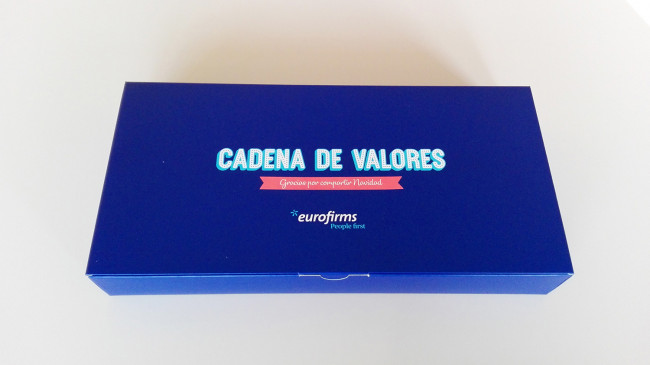 CADENA DE VALORES
Gracias por compartir Navidad
eurofirms
People first